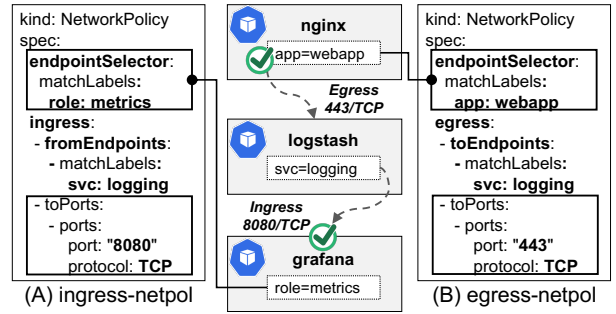 kind: NetworkPolicy
spec:
endpointSelector:
matchLabels:
role: metrics
ingress:
- fromEndpoints:
- matchLabels:
svc: logging
- toPorts:
- ports:
port: "8080"
protocol: TCP
(A) ingress-netpol
nginx
app=webapp
Egress
443/TCP
logstash
svc=logging
Ingress
8080/TCP
grafana
role=metrics
kind: NetworkPolicy
spec:
endpointSelector:
matchLabels:
app: webapp
egress:
- toEndpoints:
- matchLabels:
svc: logging
- toPorts:
- ports:
port: "443"
protocol: TCP
(B) egress-netpol